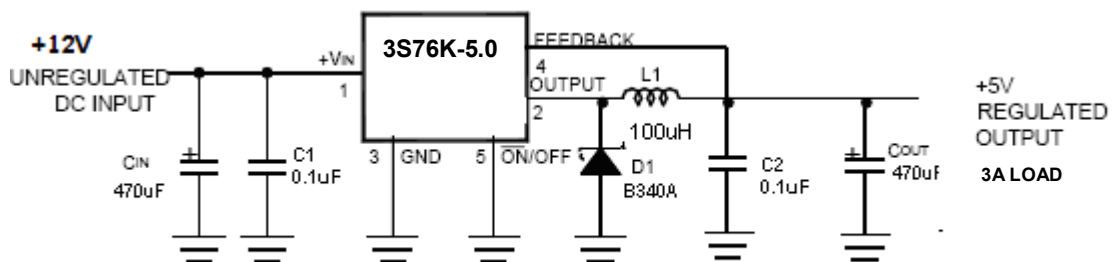 +12V
UNREGULATED
DC INPUT
+VIN
1
3S76K-5.0
FEEDBACK
4
OUTPUT
2
L1
100uH
+5V
REGULATED
OUTPUT
3A LOAD
CIN
470uF
C1
0.1uF
3 GND
5 ON/OFF
D1
B340A
C2
0.1uF
COUT
470uF